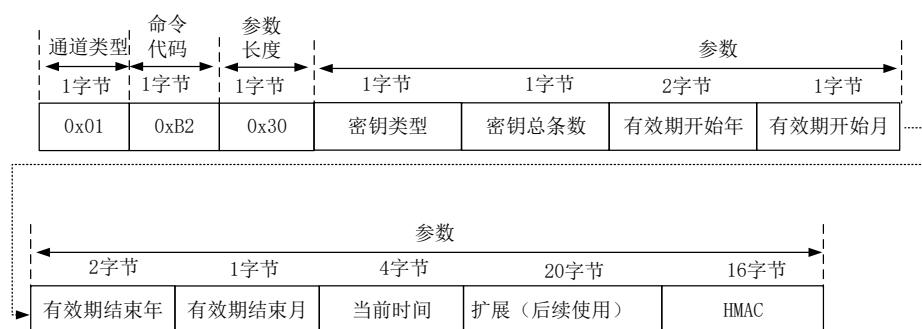 通道类型 命令代码 参数长度 参数
1字节 1字节 1字节 1字节 1字节 2字节 1字节
0x01 0xB2 0x30 密钥类型 密钥总条数 有效期开始年 有效期开始月
参数
2字节 1字节 4字节 20字节 16字节
有效期结束年 有效期结束月 当前时间 扩展（后续使用） HMAC